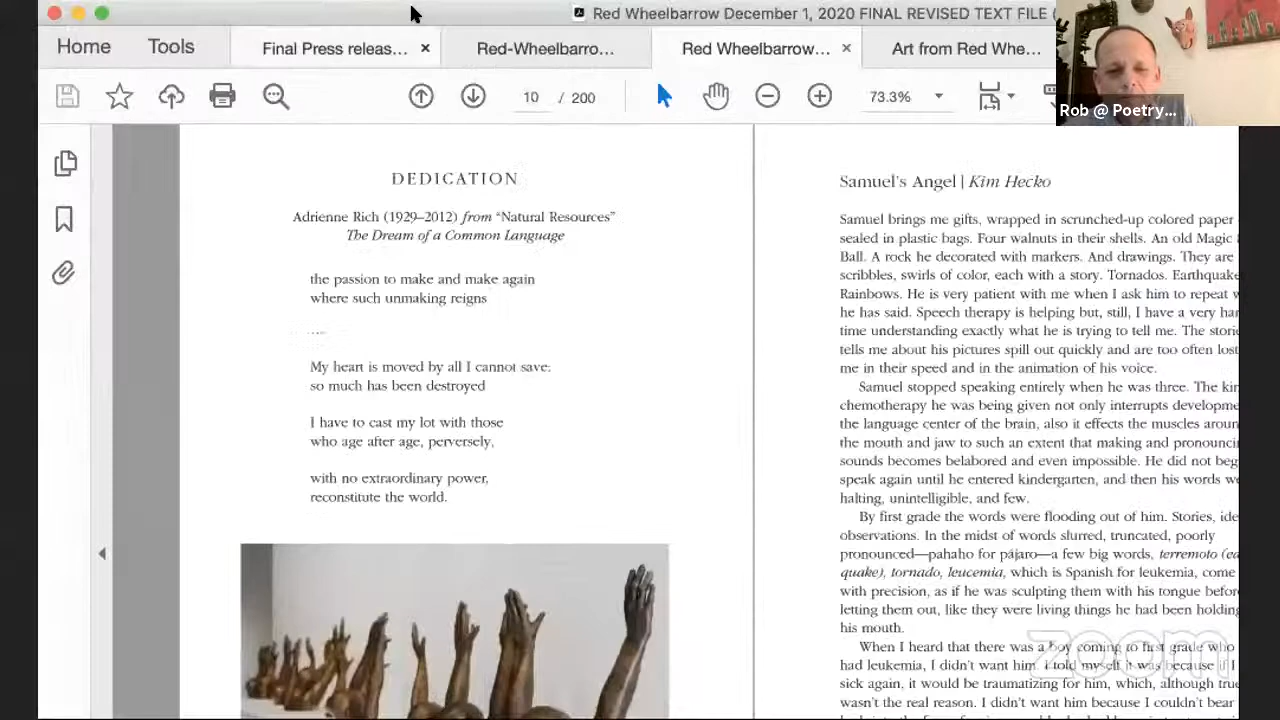 Red Wheelbarrow December 1, 2020 FINAL REVISED TEXT FILE (
Home
Tools
Final Press releas...
Red-Wheelbarro...
Red Wheelbarrow...
Art from Red Whe...
10 / 200
73.3%
Rob @ Poetry...
DEDICATION
Adrienne Rich (1929–2012) from “Natural Resources”
The Dream of a Common Language
the passion to make and make again
where such unmaking reigns
....
My heart is moved by all I cannot save:
so much has been destroyed
I have to cast my lot with those
who age after age, perversely,
with no extraordinary power,
reconstitute the world.
Samuel's Angel | Kim Hecko
Samuel brings me gifts, wrapped in scrunched-up colored paper
sealed in plastic bags. Four walnuts in their shells. An old Magic
Ball. A rock he decorated with markers. And drawings. They are
scribbles, swirls of color, each with a story. Tornados. Earthquake
Rainbows. He is very patient with me when I ask him to repeat w
he has said. Speech therapy is helping but, still, I have a very har
time understanding exactly what he is trying to tell me. The storie
tells me about his pictures spill out quickly and are too often lost
me in their speed and in the animation of his voice.
Samuel stopped speaking entirely when he was three. The kin
chemotherapy he was being given not only interrupts developme
the language center of the brain, also it effects the muscles aroun
the mouth and jaw to such an extent that making and pronouncin
sounds becomes belabored and even impossible. He did not beg
speak again until he entered kindergarten, and then his words we
halting, unintelligible, and few.
By first grade the words were flooding out of him. Stories, ide
observations. In the midst of words slurred, truncated, poorly
pronounced—pahaho for pájaro—a few big words, terremoto (ea
quake), tornado, leucemia, which is Spanish for leukemia, come
with precision, as if he was sculpting them with his tongue before
letting them out, like they were living things he had been holding
his mouth.
When I heard that there was a boy coming to first grade who
had leukemia, I didn't want him. I told myself it was because if I
sick again, it would be traumatizing for him, which, although true
wasn't the real reason. I didn't want him because I couldn't bear
zoom